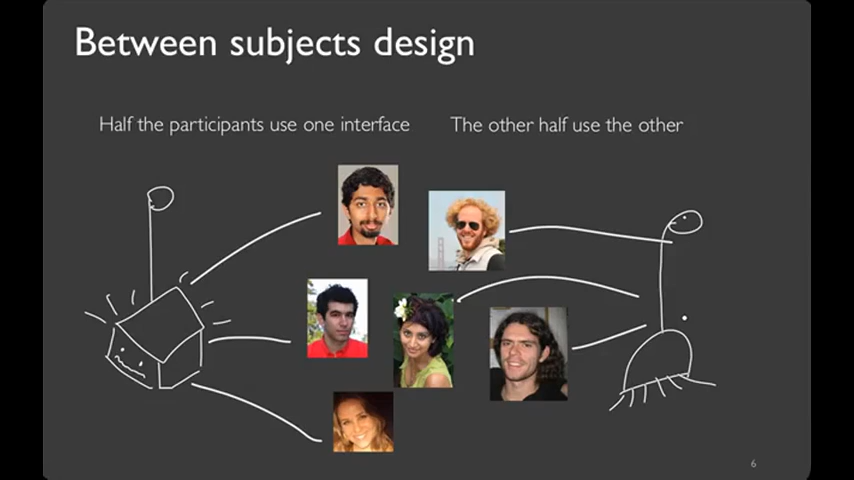 Between subjects design
Half the participants use one interface
The other half use the other
6